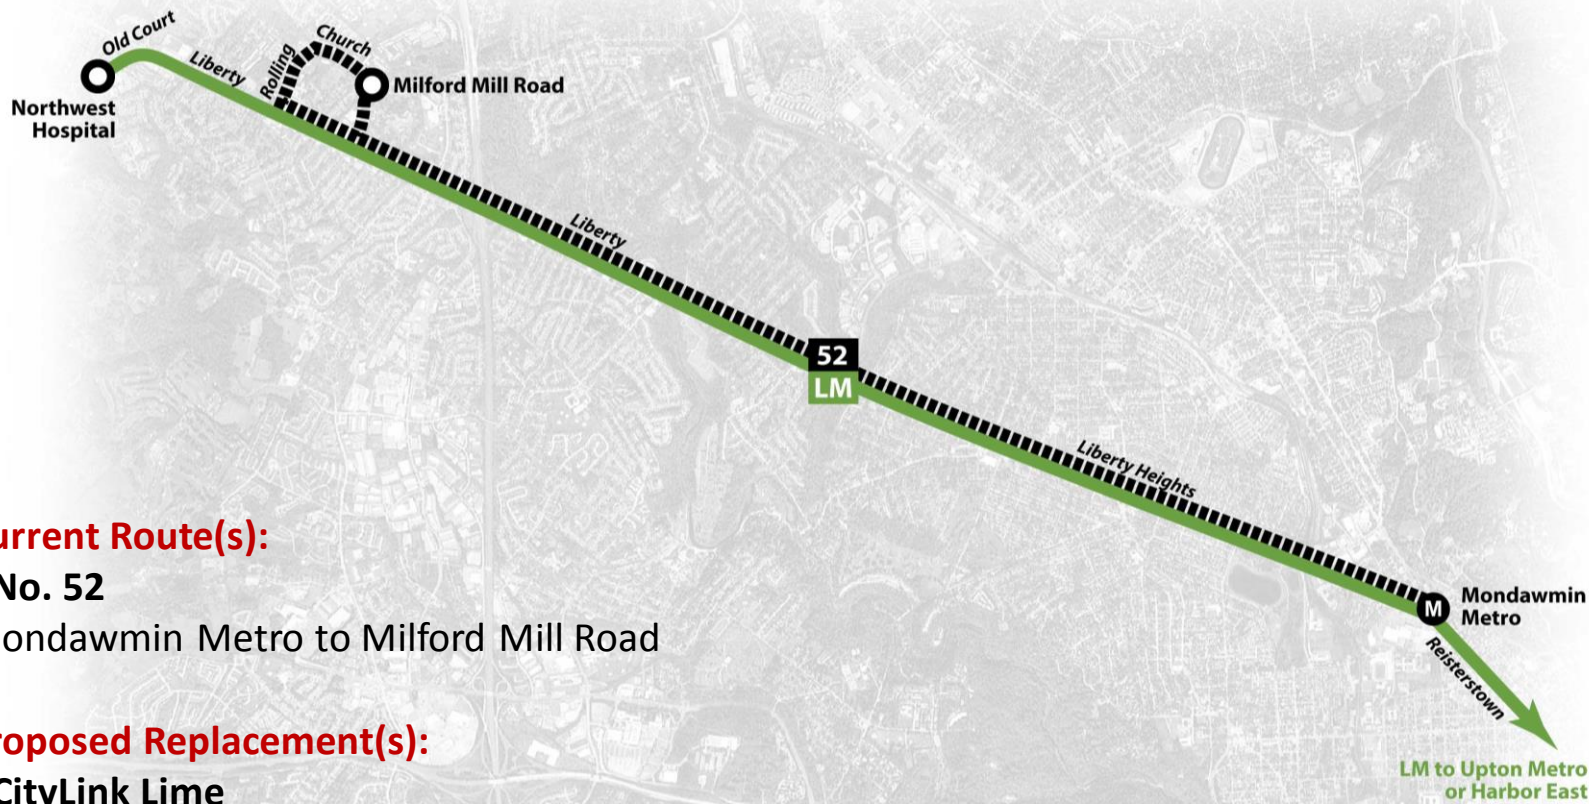 Old Court
Liberty
Rolling
Church
Milford Mill Road
Northwest
Hospital
Liberty
52
LM
Liberty Heights
Mondawmin
Metro
Reisterstown
LM to Upton Metro
or Harbor East
urrent Route(s):
No. 52
ondawmin Metro to Milford Mill Road
roposed Replacement(s):
CityLink Lime
M